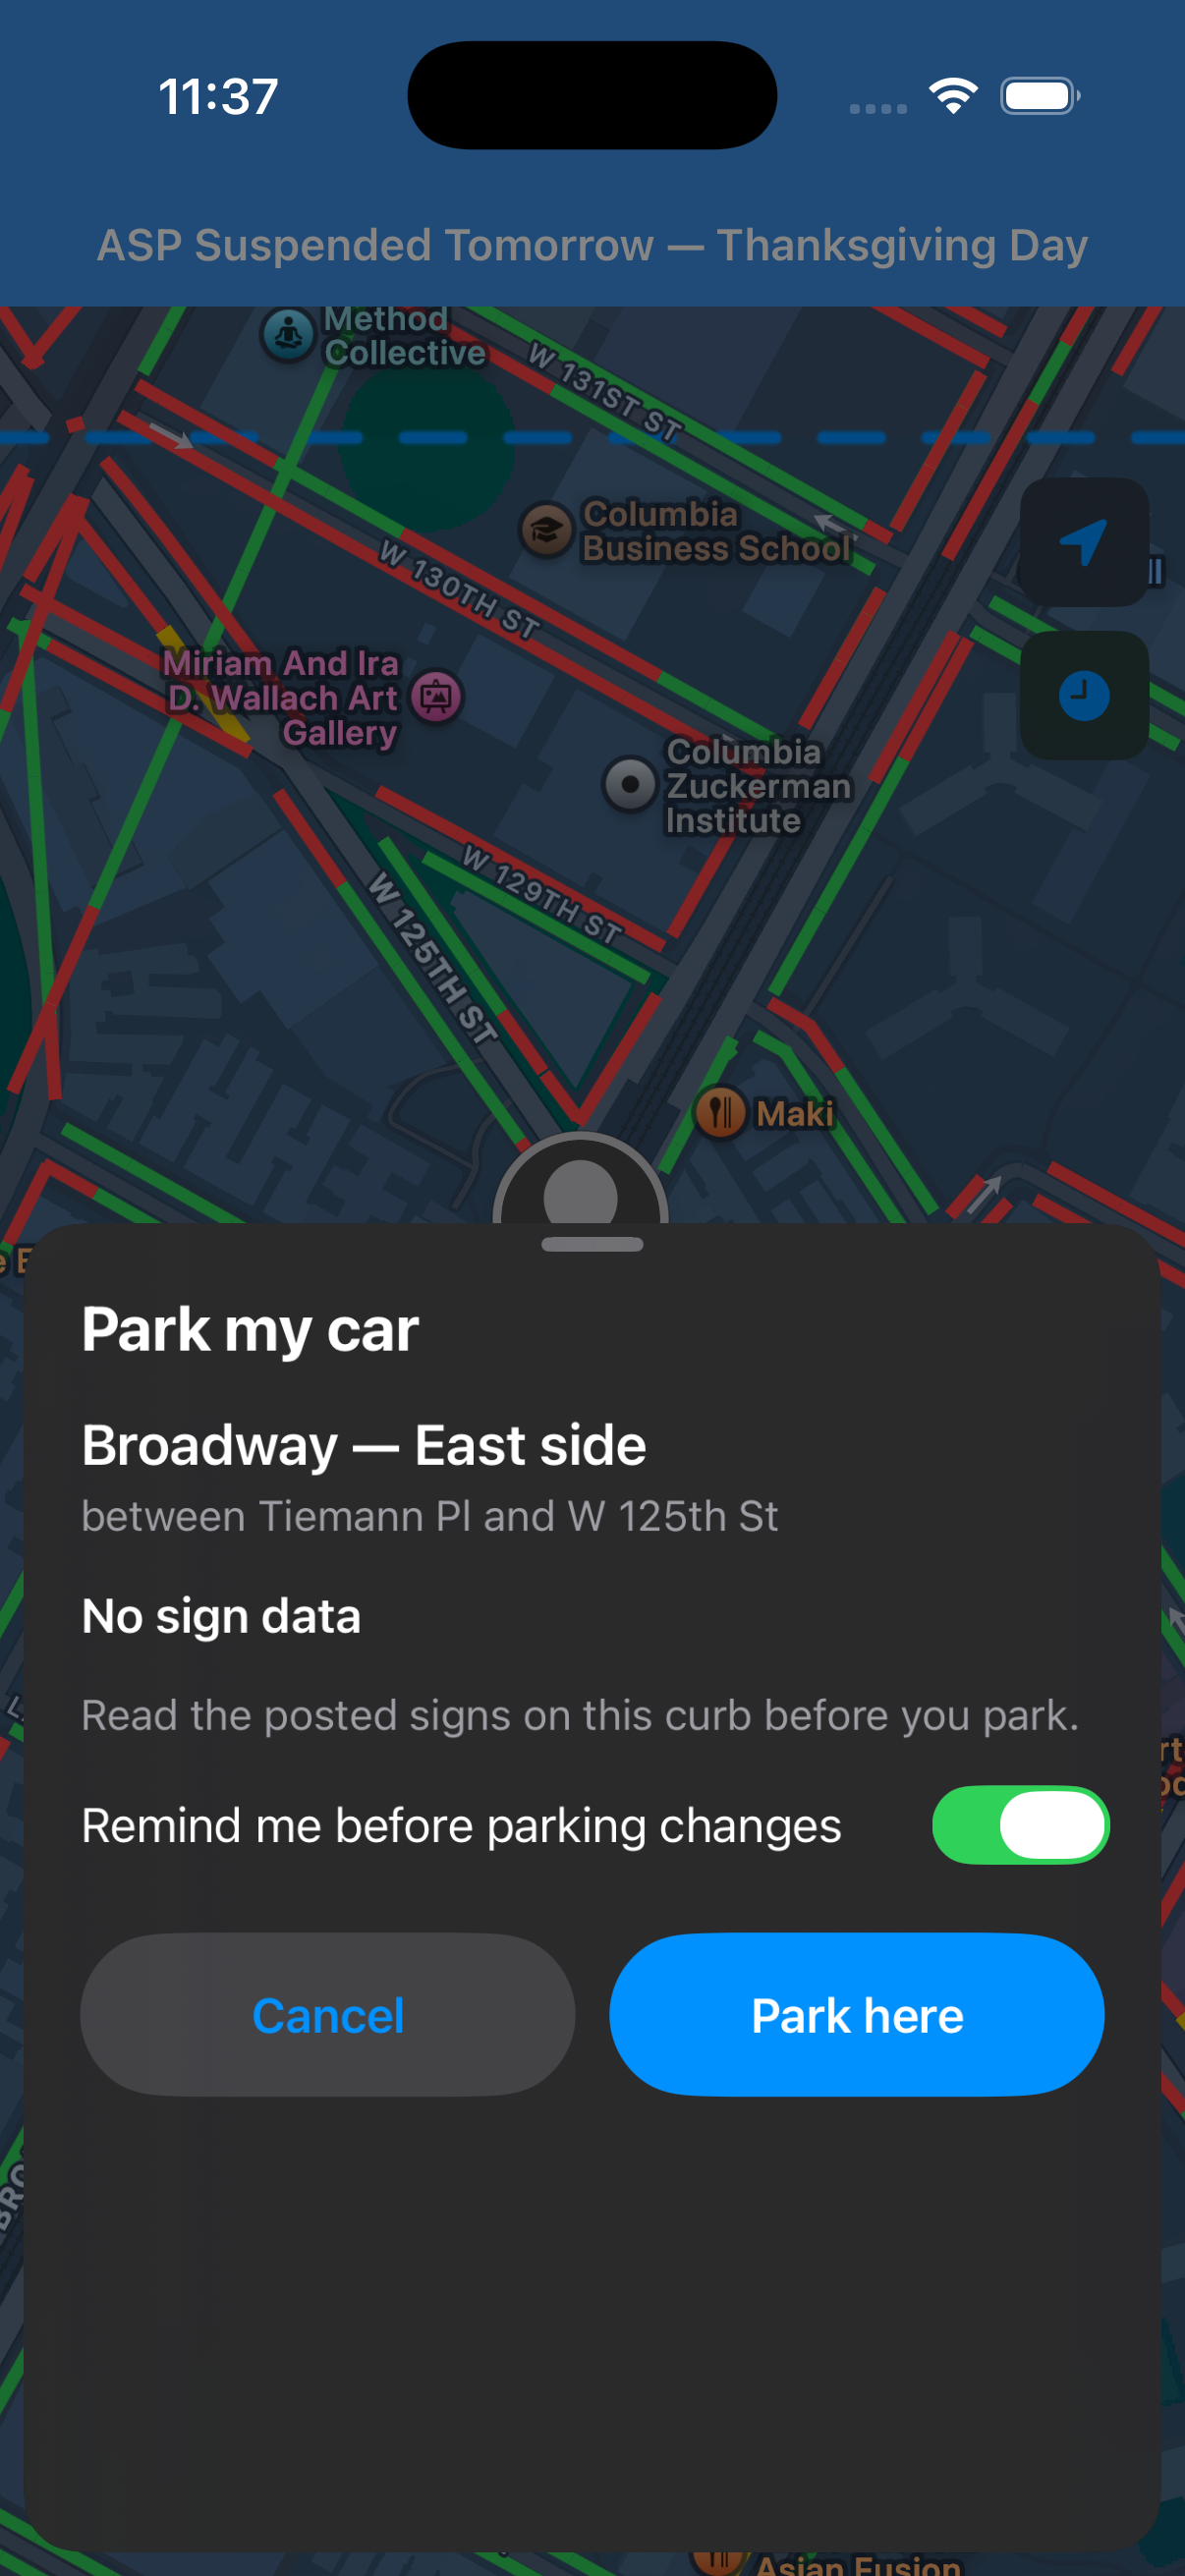 11:37
ASP Suspended Tomorrow — Thanksgiving Day
Method
Collective
W 131ST ST
Columbia
Business School
W 130TH ST
Miriam And Ira
D. Wallach Art
Gallery
Columbia
Zuckerman
Institute
W 129TH ST
W 125TH ST
Maki
Park my car
Broadway — East side
between Tiemann Pl and W 125th St
No sign data
Read the posted signs on this curb before you park.
Remind me before parking changes
Cancel
Park here
Asian Fusion